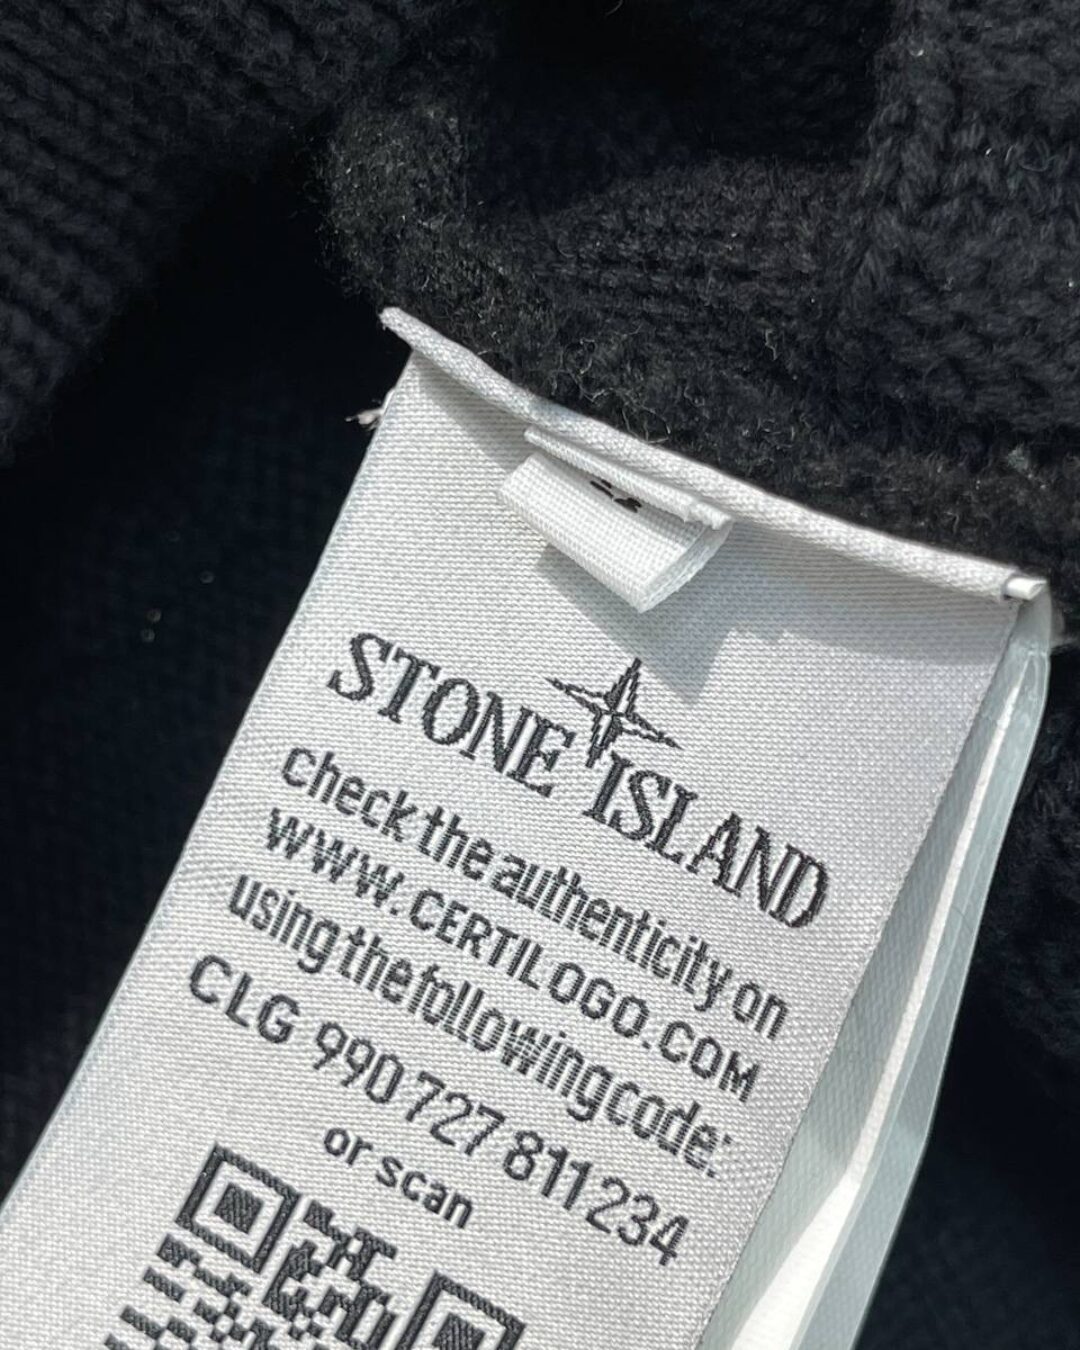 STONE ISLAND
Check the authenticity on
WWW.CERTILOGO.COM
using the following code:
CLG 990 727 811 234
or scan